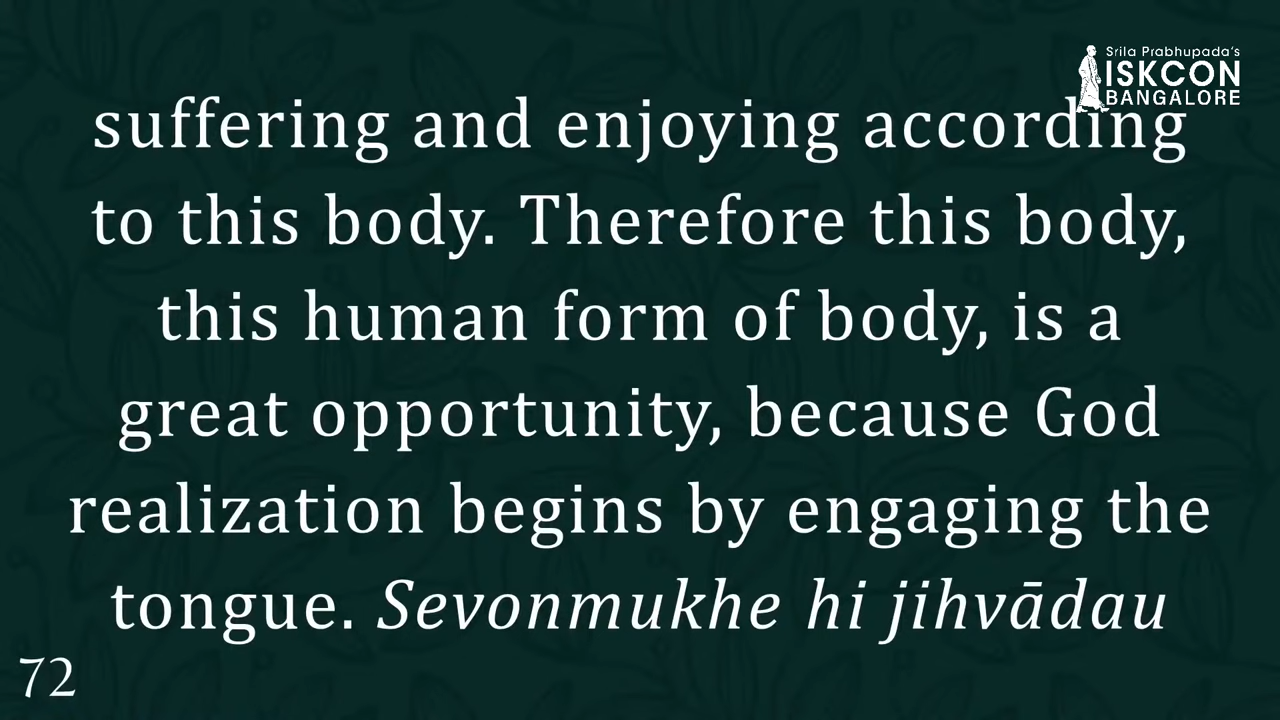 Srila Prabhupada's
ISKCON
BANGALORE
suffering and enjoying according
to this body. Therefore this body,
this human form of body, is a
great opportunity, because God
realization begins by engaging the
tongue. Sevonmukhe hi jihvādau
72